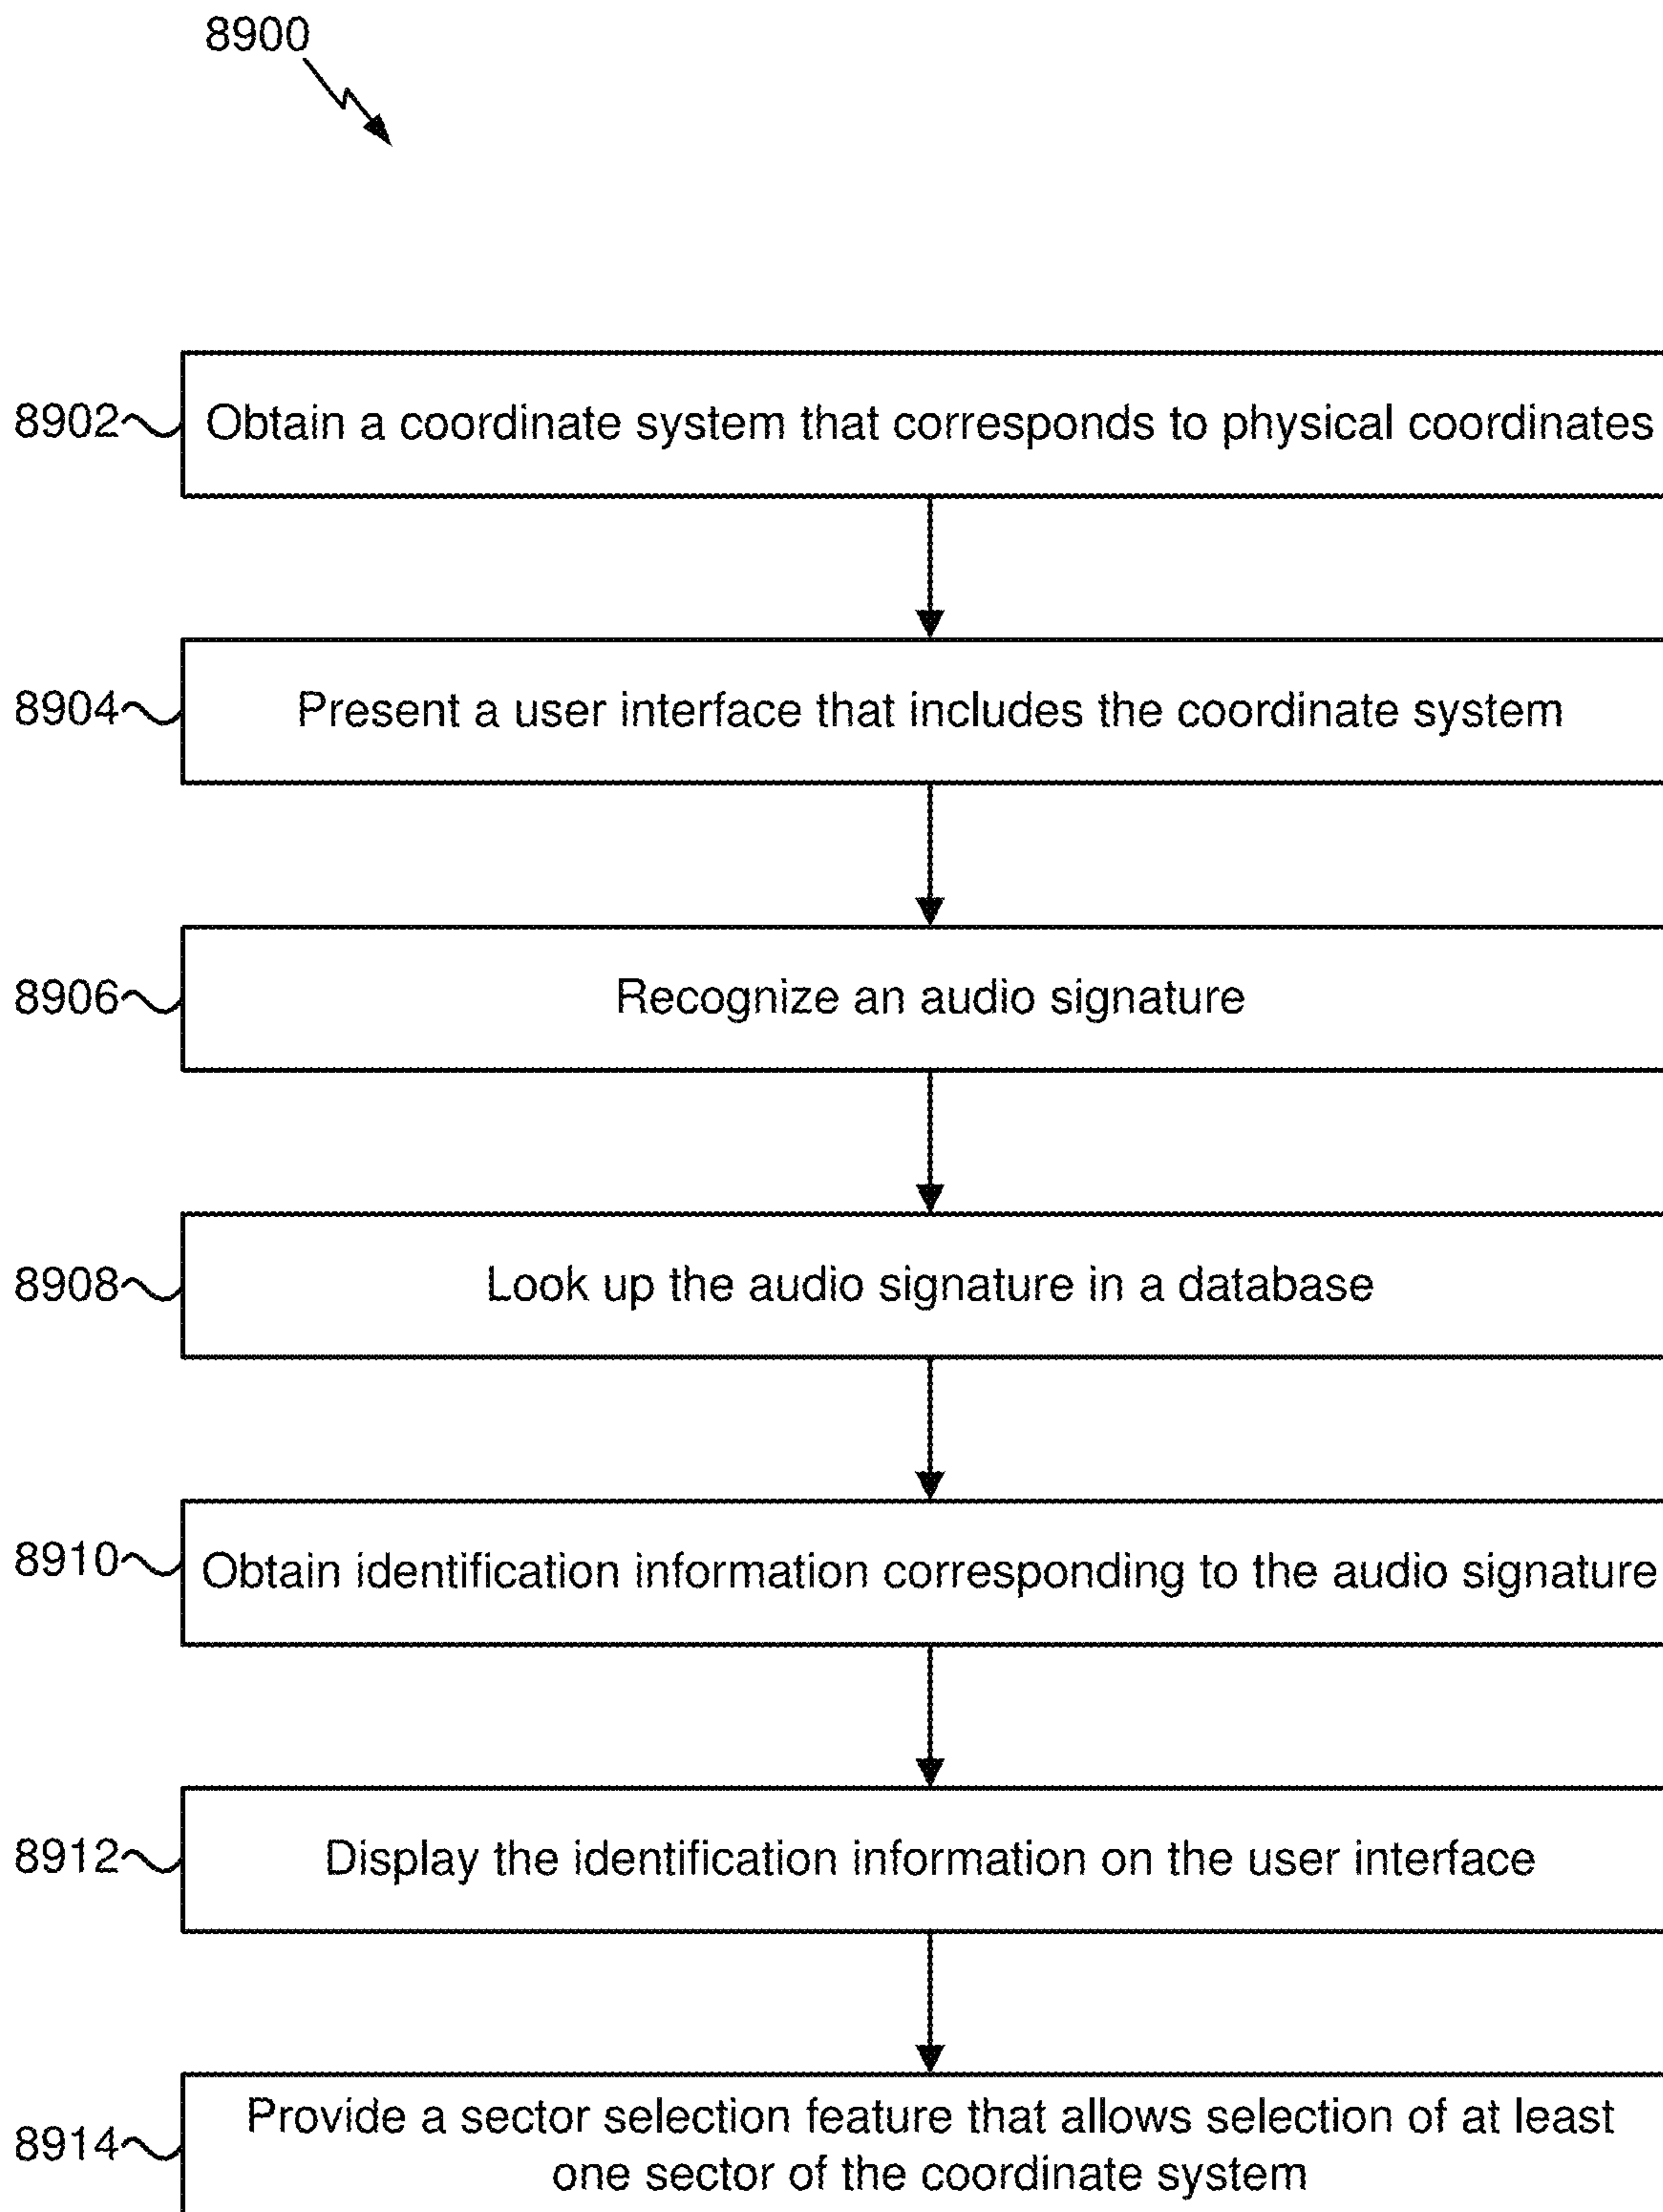 8900
8902 Obtain a coordinate system that corresponds to physical coordinates
8904 Present a user interface that includes the coordinate system
8906 Recognize an audio signature
8908 Look up the audio signature in a database
8910 Obtain identification information corresponding to the audio signature
8912 Display the identification information on the user interface
8914 Provide a sector selection feature that allows selection of at least
one sector of the coordinate system